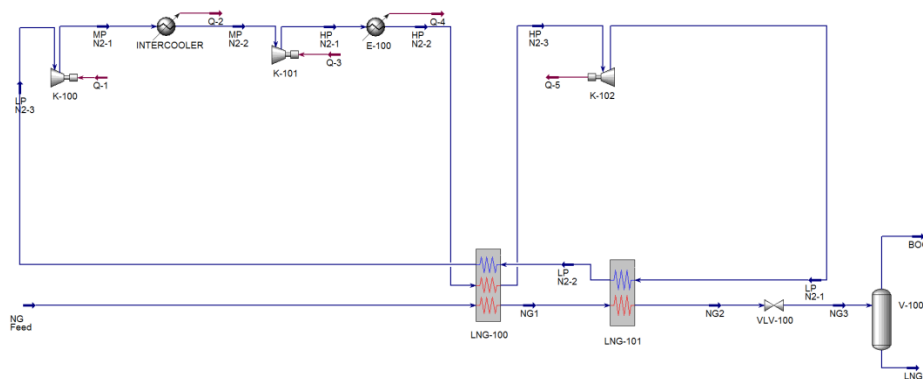 Q-2
Q-4
MP
N2-1
MP
N2-2
HP
N2-1
HP
N2-2
HP
N2-3
INTERCOOLER
E-100
K-101
Q-3
K-100
Q-1
LP
N2-3
Q-5
K-102
BOG
LP
N2-2
LP
N2-1
V-100
NG
Feed
NG1
NG2
NG3
LNG-100
LNG-101
VLV-100
LNG